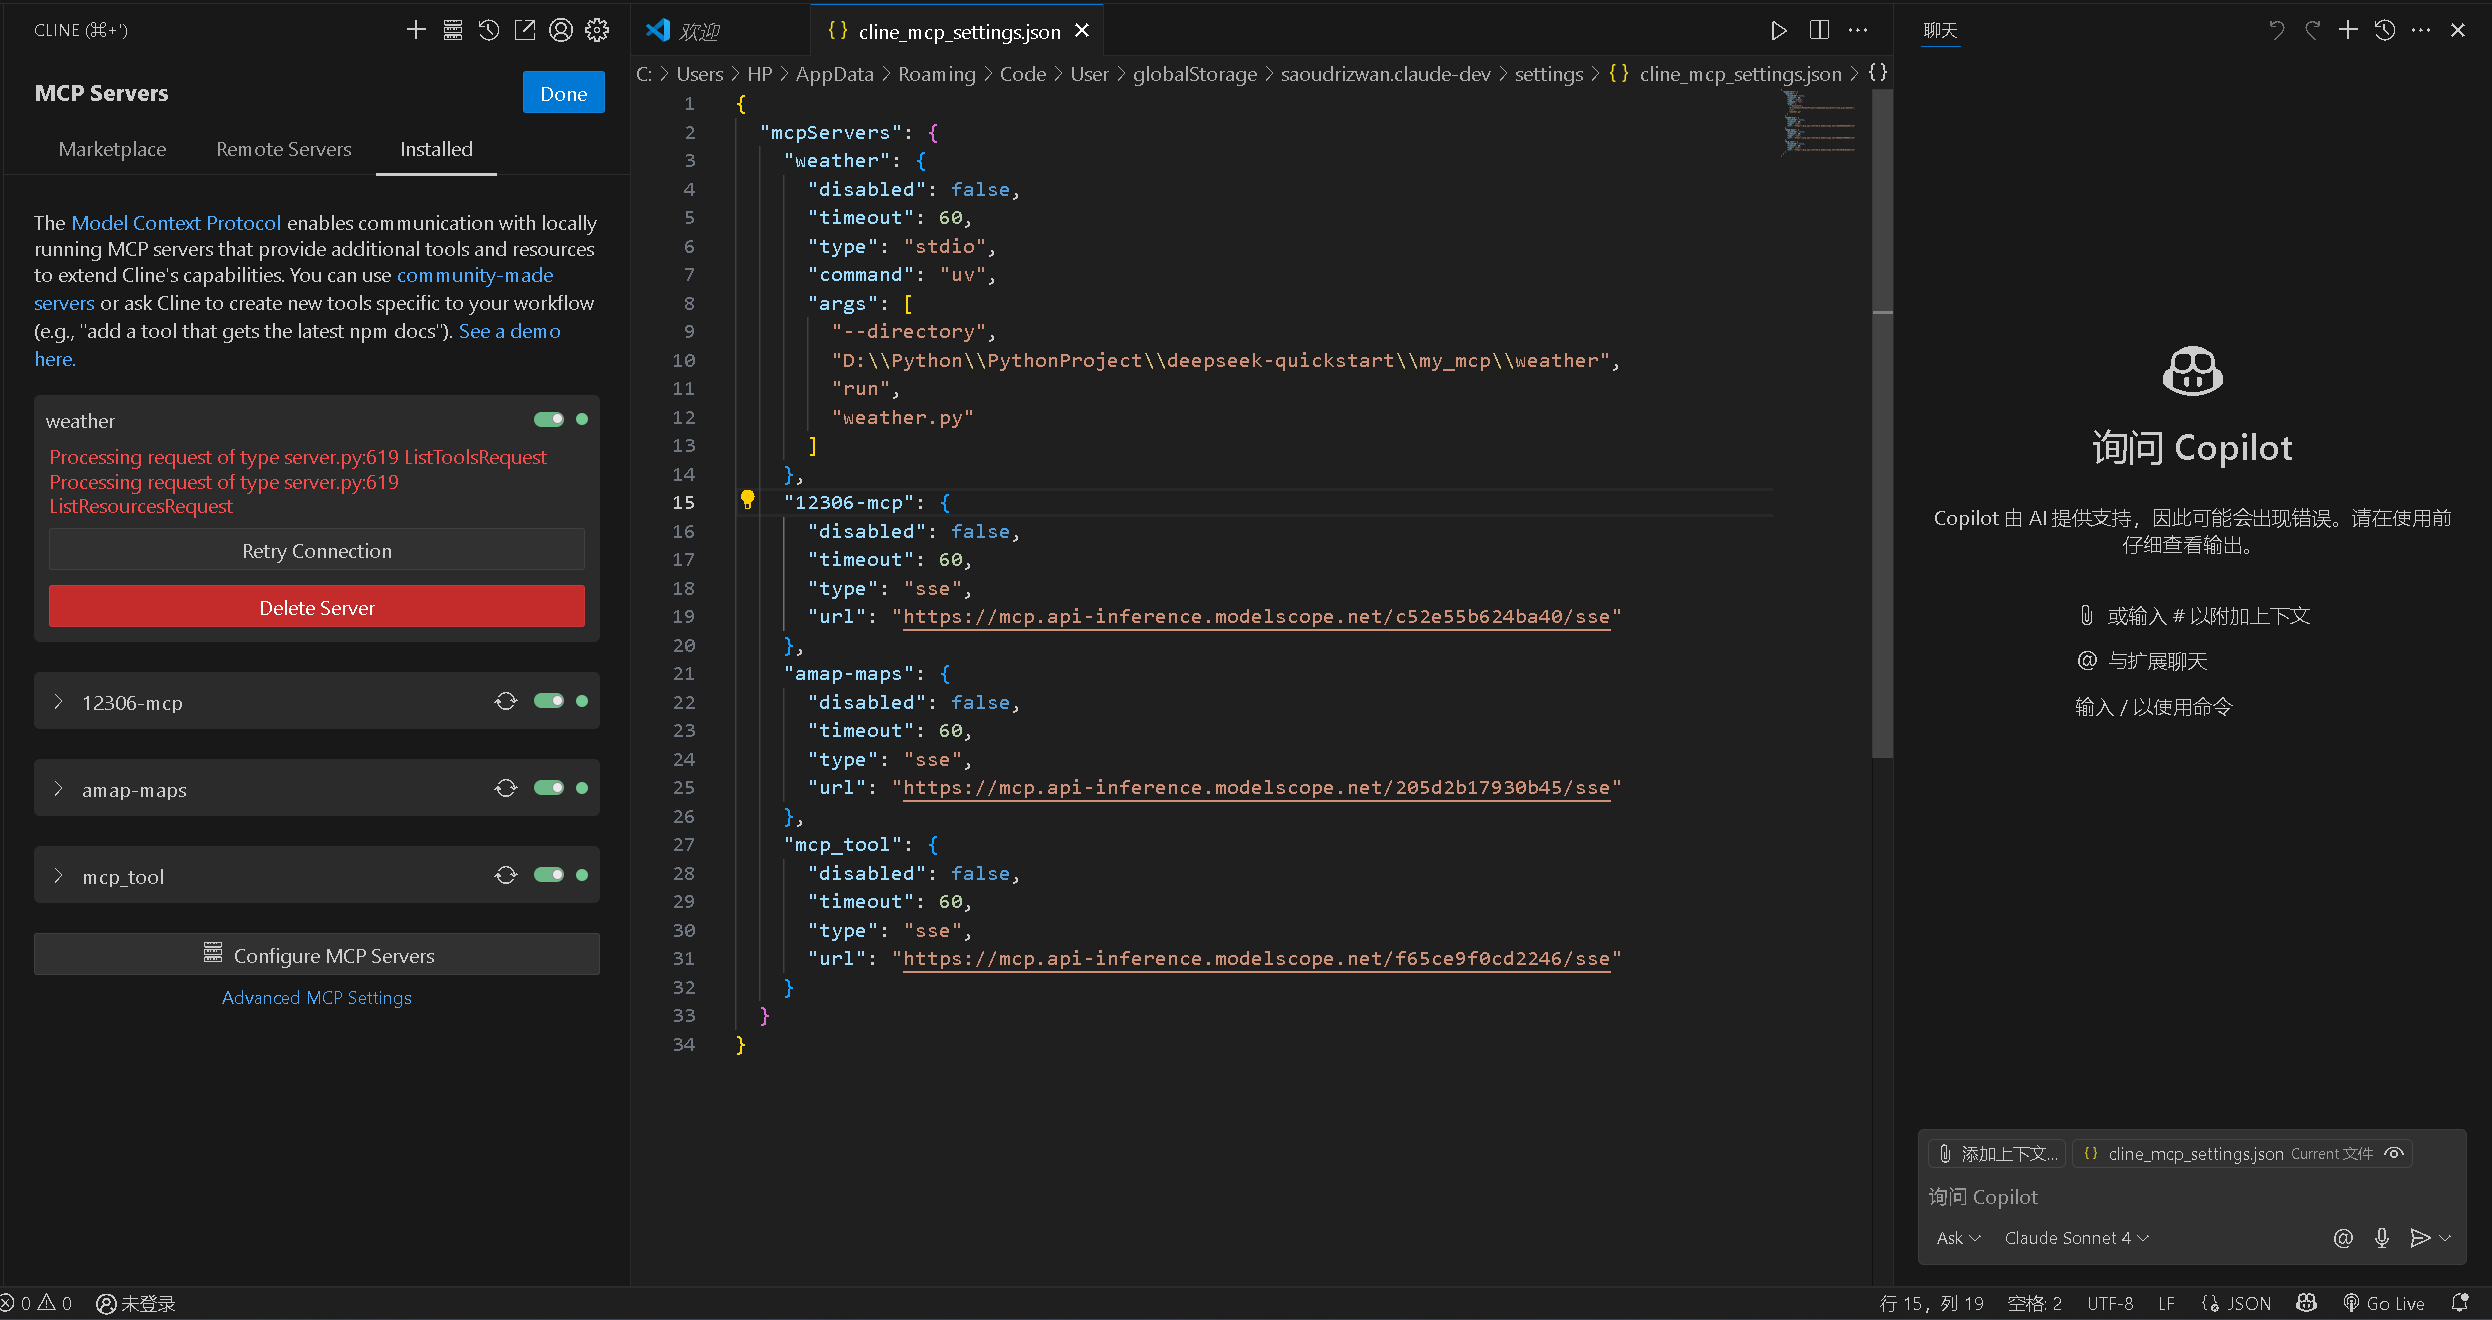 CLINE (⌘+')
MCP Servers
Done
Marketplace
Remote Servers
Installed
The Model Context Protocol enables communication with locally
running MCP servers that provide additional tools and resources
to extend Cline's capabilities. You can use community-made
servers or ask Cline to create new tools specific to your workflow
(e.g., "add a tool that gets the latest npm docs"). See a demo
here.
weather
Processing request of type server.py:619 ListToolsRequest
Processing request of type server.py:619
ListResourcesRequest
Retry Connection
Delete Server
12306-mcp
amap-maps
mcp_tool
Configure MCP Servers
Advanced MCP Settings
欢迎
{} cline_mcp_settings.json
C: > Users > HP > AppData > Roaming > Code > User > globalStorage > saoudrizwan.claude-dev > settings > {} cline_mcp_settings.json > {}
1 {
2 "mcpServers": {
3 "weather": {
4 "disabled": false,
5 "timeout": 60,
6 "type": "stdio",
7 "command": "uv",
8 "args": [
9 "--directory",
10 "D:\\Python\\PythonProject\\deepseek-quickstart\\my_mcp\\weather",
11 "run",
12 "weather.py"
13 ]
14 },
15 "12306-mcp": {
16 "disabled": false,
17 "timeout": 60,
18 "type": "sse",
19 "url": "https://mcp.api-inference.modelscope.net/c52e55b624ba40/sse"
20 },
21 "amap-maps": {
22 "disabled": false,
23 "timeout": 60,
24 "type": "sse",
25 "url": "https://mcp.api-inference.modelscope.net/205d2b17930b45/sse"
26 },
27 "mcp_tool": {
28 "disabled": false,
29 "timeout": 60,
30 "type": "sse",
31 "url": "https://mcp.api-inference.modelscope.net/f65ce9f0cd2246/sse"
32 }
33 }
34 }
聊天
询问 Copilot
Copilot 由 AI 提供支持，因此可能会出现错误。请在使用前
仔细查看输出。
或输入 # 以附加上下文
@ 与扩展聊天
输入 / 以使用命令
添加上下文...
{} cline_mcp_settings.json Current 文件
询问 Copilot
Ask
Claude Sonnet 4
0 0 未登录
行 15，列 19 空格: 2 UTF-8 LF {} JSON Go Live